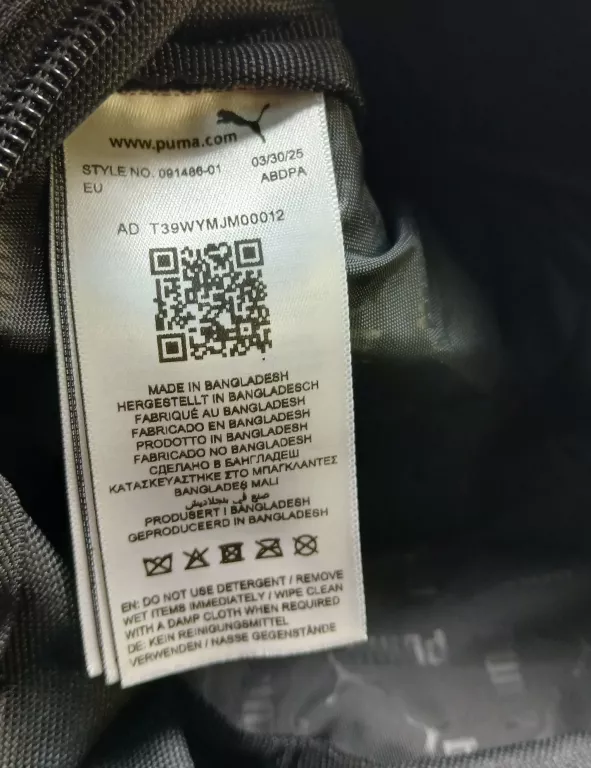 www.puma.com
STYLE NO. 091486-01 03/30/25
EU ABDPA
AD T39WYMJM00012
MADE IN BANGLADESH
HERGESTELLT IN BANGLADESCH
FABRIQUÉ AU BANGLADESH
FABRICADO EN BANGLADESH
PRODOTTO IN BANGLADESH
FABRICADO NO BANGLADESH
СДЕЛАНО В БАНГЛАДЕШ
ΚΑΤΑΣΚΕΥΑΣΤΗΚΕ ΣΤΟ ΜΠΑΓΚΛΑΝΤΕΣ
BANGLADEŞ MALI
صنع في بنجلاديش
PRODUSERT I BANGLADESH
GEPRODUCEERD IN BANGLADESH
EN: DO NOT USE DETERGENT / REMOVE
WET ITEMS IMMEDIATELY / WIPE CLEAN
WITH A DAMP CLOTH WHEN REQUIRED
DE: KEIN REINIGUNGSMITTEL
VERWENDEN / NASSE GEGENSTÄNDE